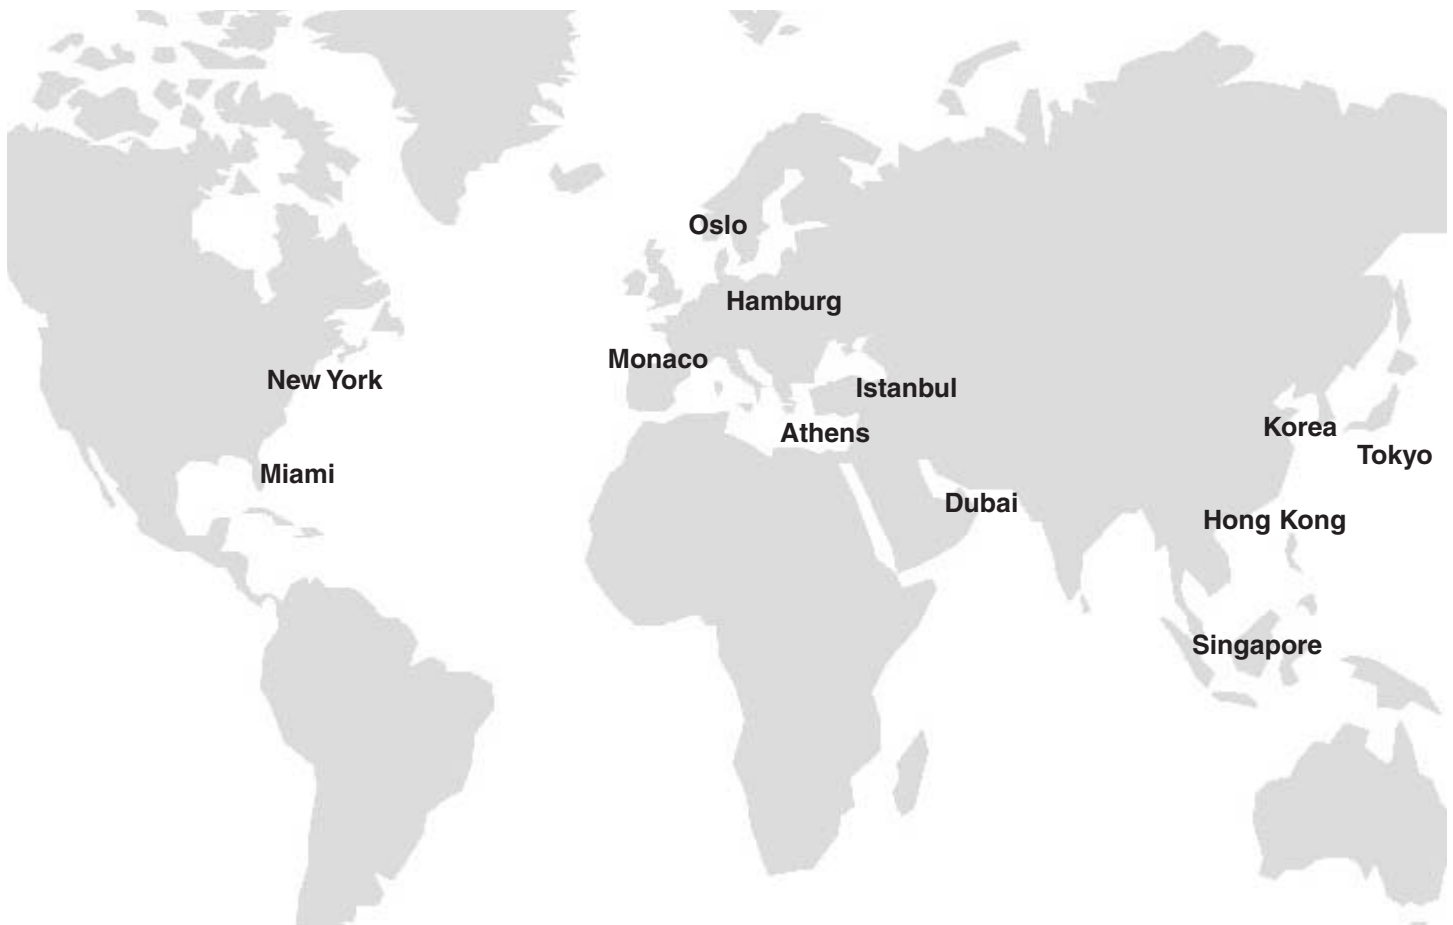 Oslo
Hamburg
Monaco
New York
Istanbul
Korea
Athens
Tokyo
Miami
Dubai
Hong Kong
Singapore